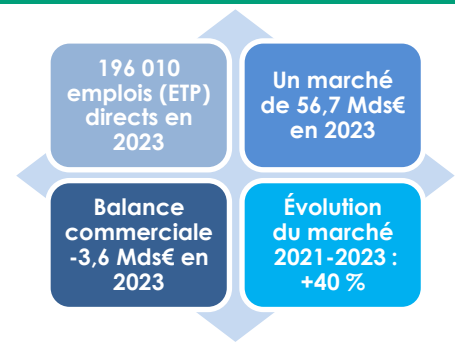 196 010
emplois (ETP)
directs en
2023
Un marché
de 56,7 Mds€
en 2023
Balance
commerciale
-3,6 Mds€ en
2023
Évolution
du marché
2021-2023 :
+40 %